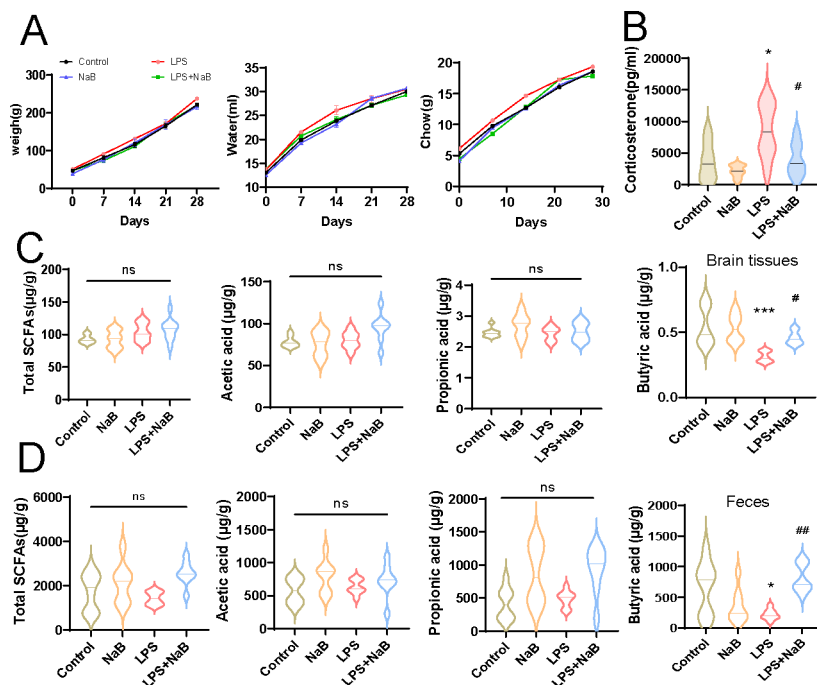 A
Control
LPS
NaB
LPS+NaB
weigh(g)
300
200
100
0
0 7 14 21 28
Days
Water(ml)
35
30
25
20
15
10
0 7 14 21 28
Days
Chow(g)
20
15
10
5
0
0 10 20 30
Days
B
Corticosterone(pg/ml)
20000
15000
10000
5000
0
*
#
Control
NaB
LPS
LPS+NaB
C
Total SCFAs(μg/g)
200
150
100
50
0
ns
Control
NaB
LPS
LPS+NaB
Acetic acid (μg/g)
150
100
50
0
ns
Control
NaB
LPS
LPS+NaB
Propionic acid (μg/g)
5
4
3
2
1
0
ns
Control
NaB
LPS
LPS+NaB
Brain tissues
Butyric acid (μg/g)
1.0
0.5
0.0
***
#
Control
NaB
LPS
LPS+NaB
D
Total SCFAs(μg/g)
6000
4000
2000
0
ns
Control
NaB
LPS
LPS+NaB
Acetic acid (μg/g)
2000
1500
1000
500
0
ns
Control
NaB
LPS
LPS+NaB
Propionic acid (μg/g)
2000
1500
1000
500
0
ns
Control
NaB
LPS
LPS+NaB
Feces
Butyric acid (μg/g)
2000
1500
1000
500
0
*
##
Control
NaB
LPS
LPS+NaB